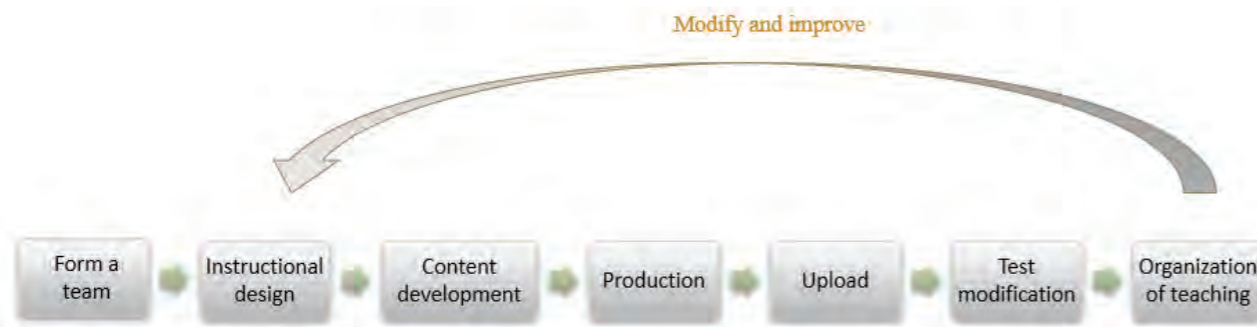 Modify and improve
Form a
team
Instructional
design
Content
development
Production
Upload
Test
modification
Organization
of teaching